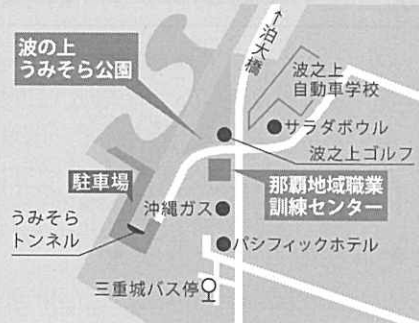 ↑泊大橋
波の上
うみそら公園
波之上
自動車学校
サラダボウル
波之上ゴルフ
駐車場
那覇地域職業
訓練センター
うみそら
トンネル
沖縄ガス
パシフィックホテル
三重城バス停